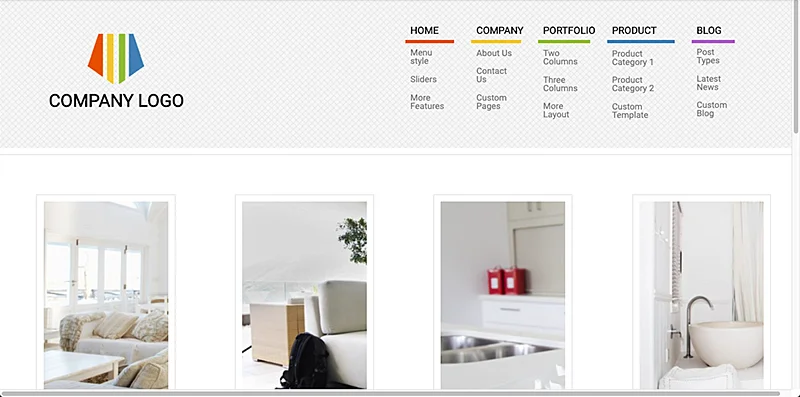 COMPANY LOGO
HOME
Menu
style
Sliders
More
Features
COMPANY
About Us
Contact
Us
Custom
Pages
PORTFOLIO
Two
Columns
Three
Columns
More
Layout
PRODUCT
Product
Category 1
Product
Category 2
Custom
Template
BLOG
Post
Types
Latest
News
Custom
Blog